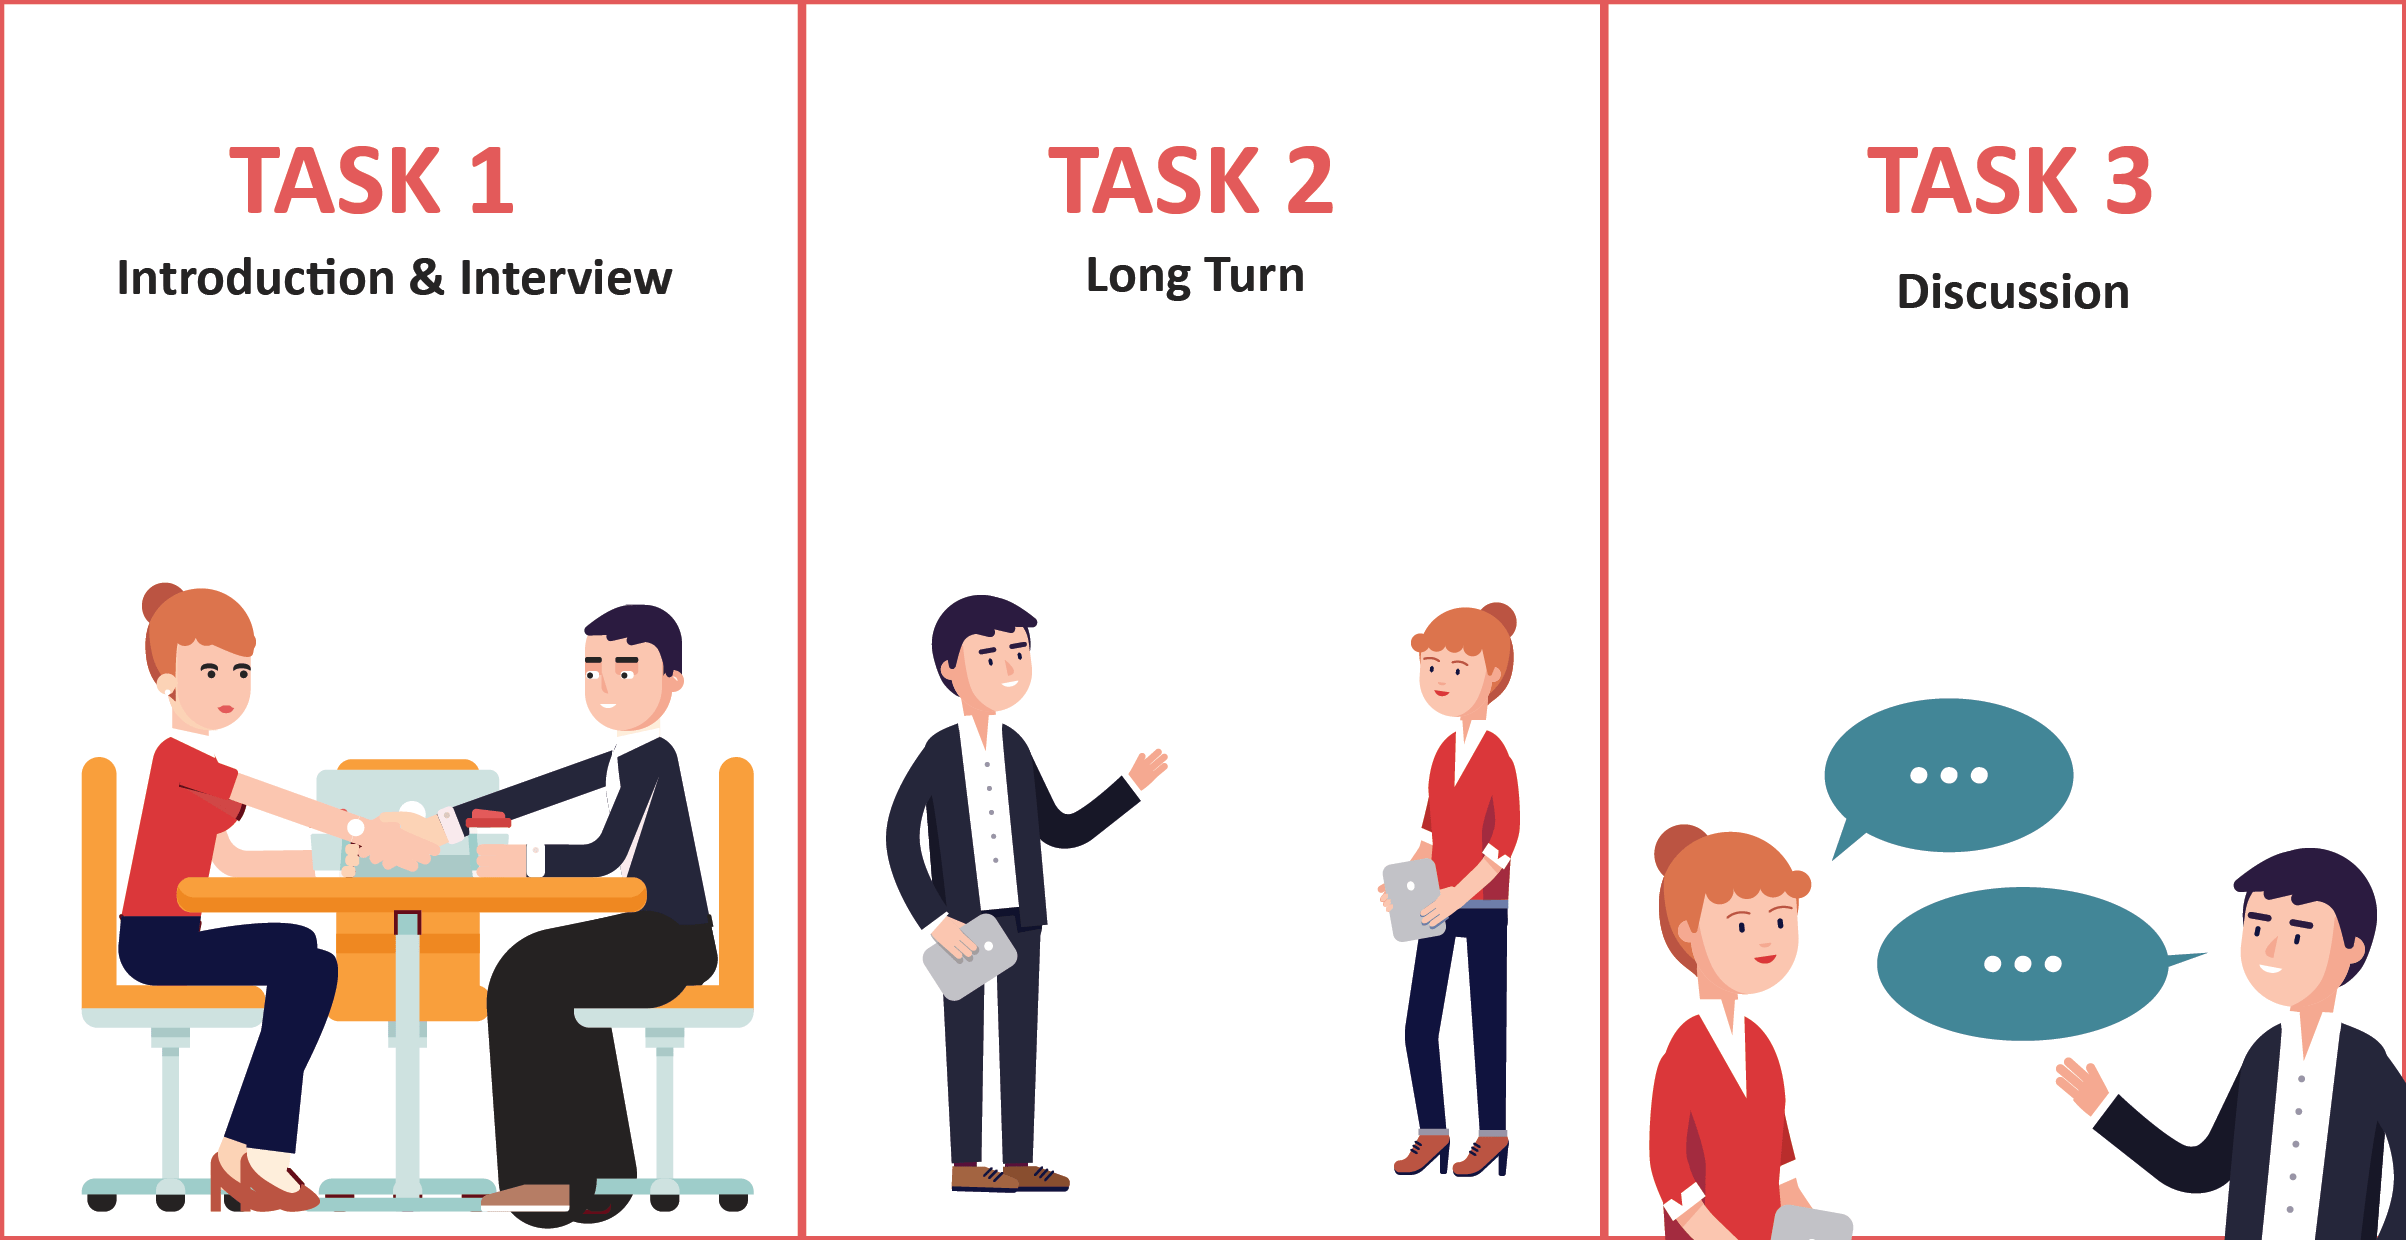 TASK 1
Introduction & Interview
TASK 2
Long Turn
TASK 3
Discussion